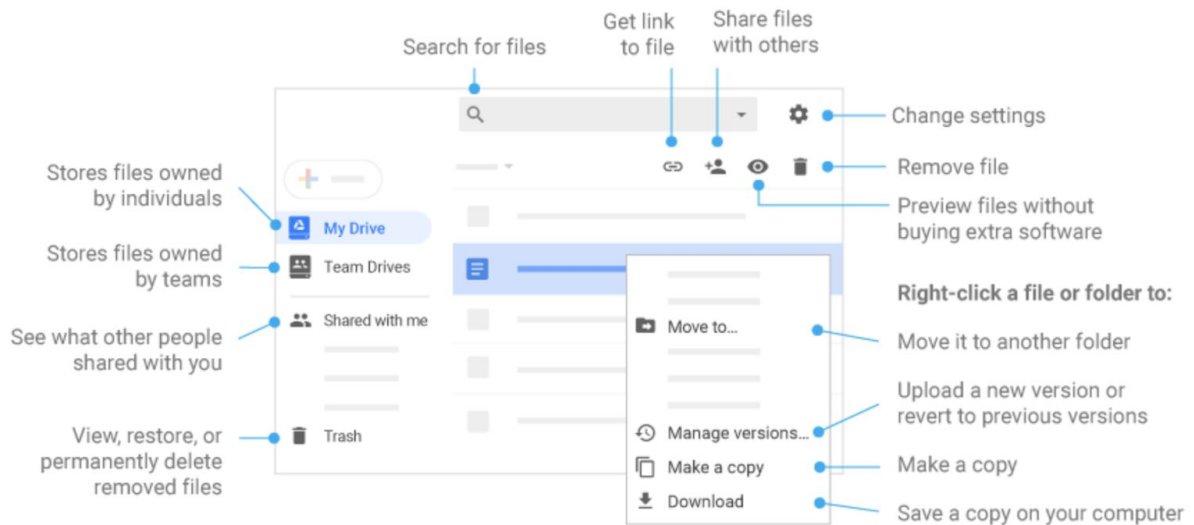 Search for files
Get link
to file
Share files
with others
Change settings
Remove file
Preview files without
buying extra software
Stores files owned
by individuals
My Drive
Stores files owned
by teams
Team Drives
See what other people
shared with you
Shared with me
View, restore, or
permanently delete
removed files
Trash
Right-click a file or folder to:
Move to...
Move it to another folder
Manage versions...
Upload a new version or
revert to previous versions
Make a copy
Make a copy
Download
Save a copy on your computer